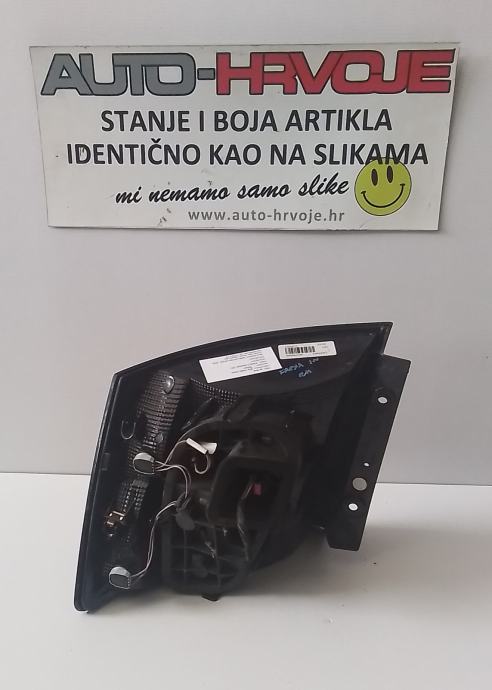 AUTO-HRVOJE
STANJE I BOJA ARTIKLA
IDENTIČNO KAO NA SLIKAMA
mi nemamo samo slike
www.auto-hrvoje.hr